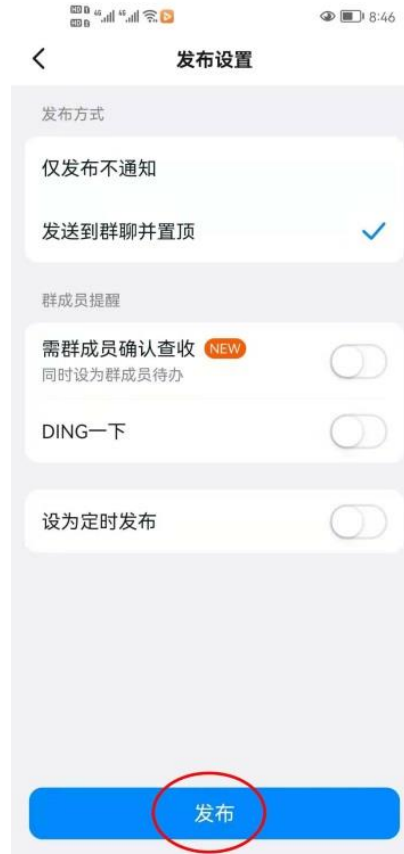 8:46
发布设置
发布方式
仅发布不通知
发送到群聊并置顶
群成员提醒
需群成员确认查收 NEW
同时设为群成员待办
DING一下
设为定时发布
发布